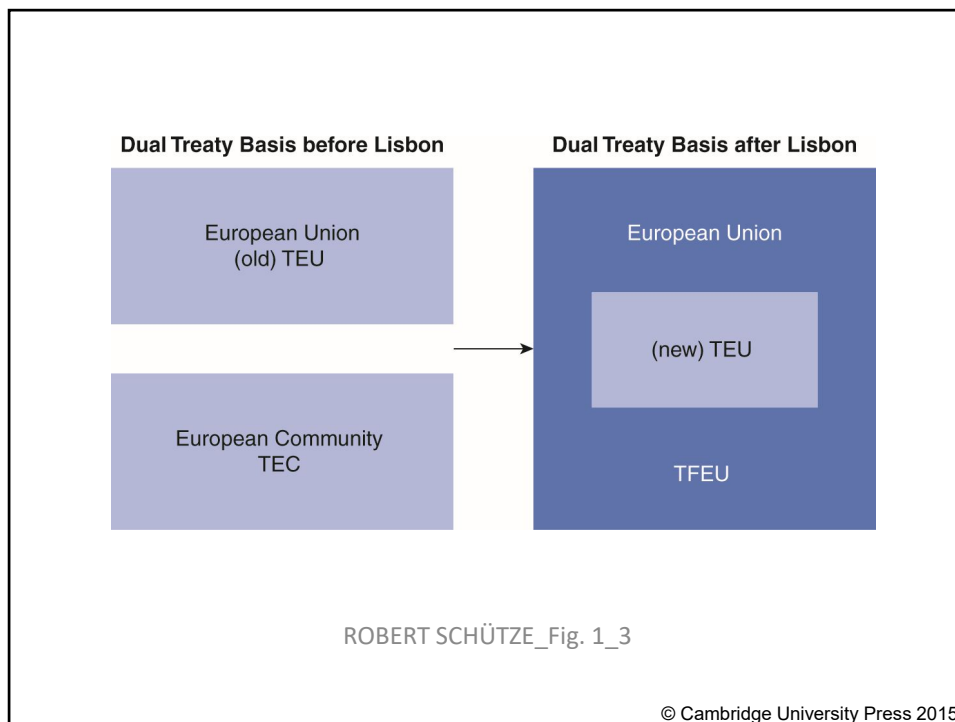 Dual Treaty Basis before Lisbon
European Union
(old) TEU
European Community
TEC
Dual Treaty Basis after Lisbon
European Union
(new) TEU
TFEU
ROBERT SCHÜTZE_Fig. 1_3
© Cambridge University Press 2015